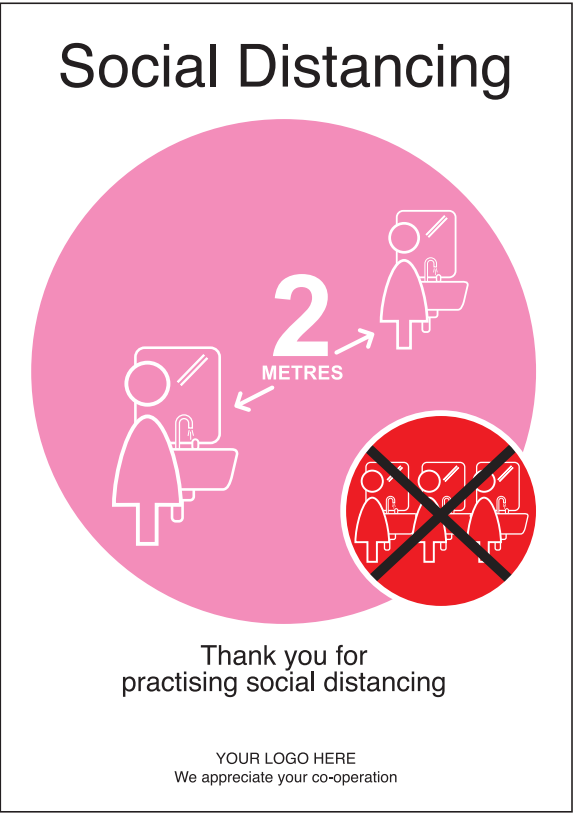 Social Distancing
2
METRES
Thank you for
practising social distancing
YOUR LOGO HERE
We appreciate your co-operation